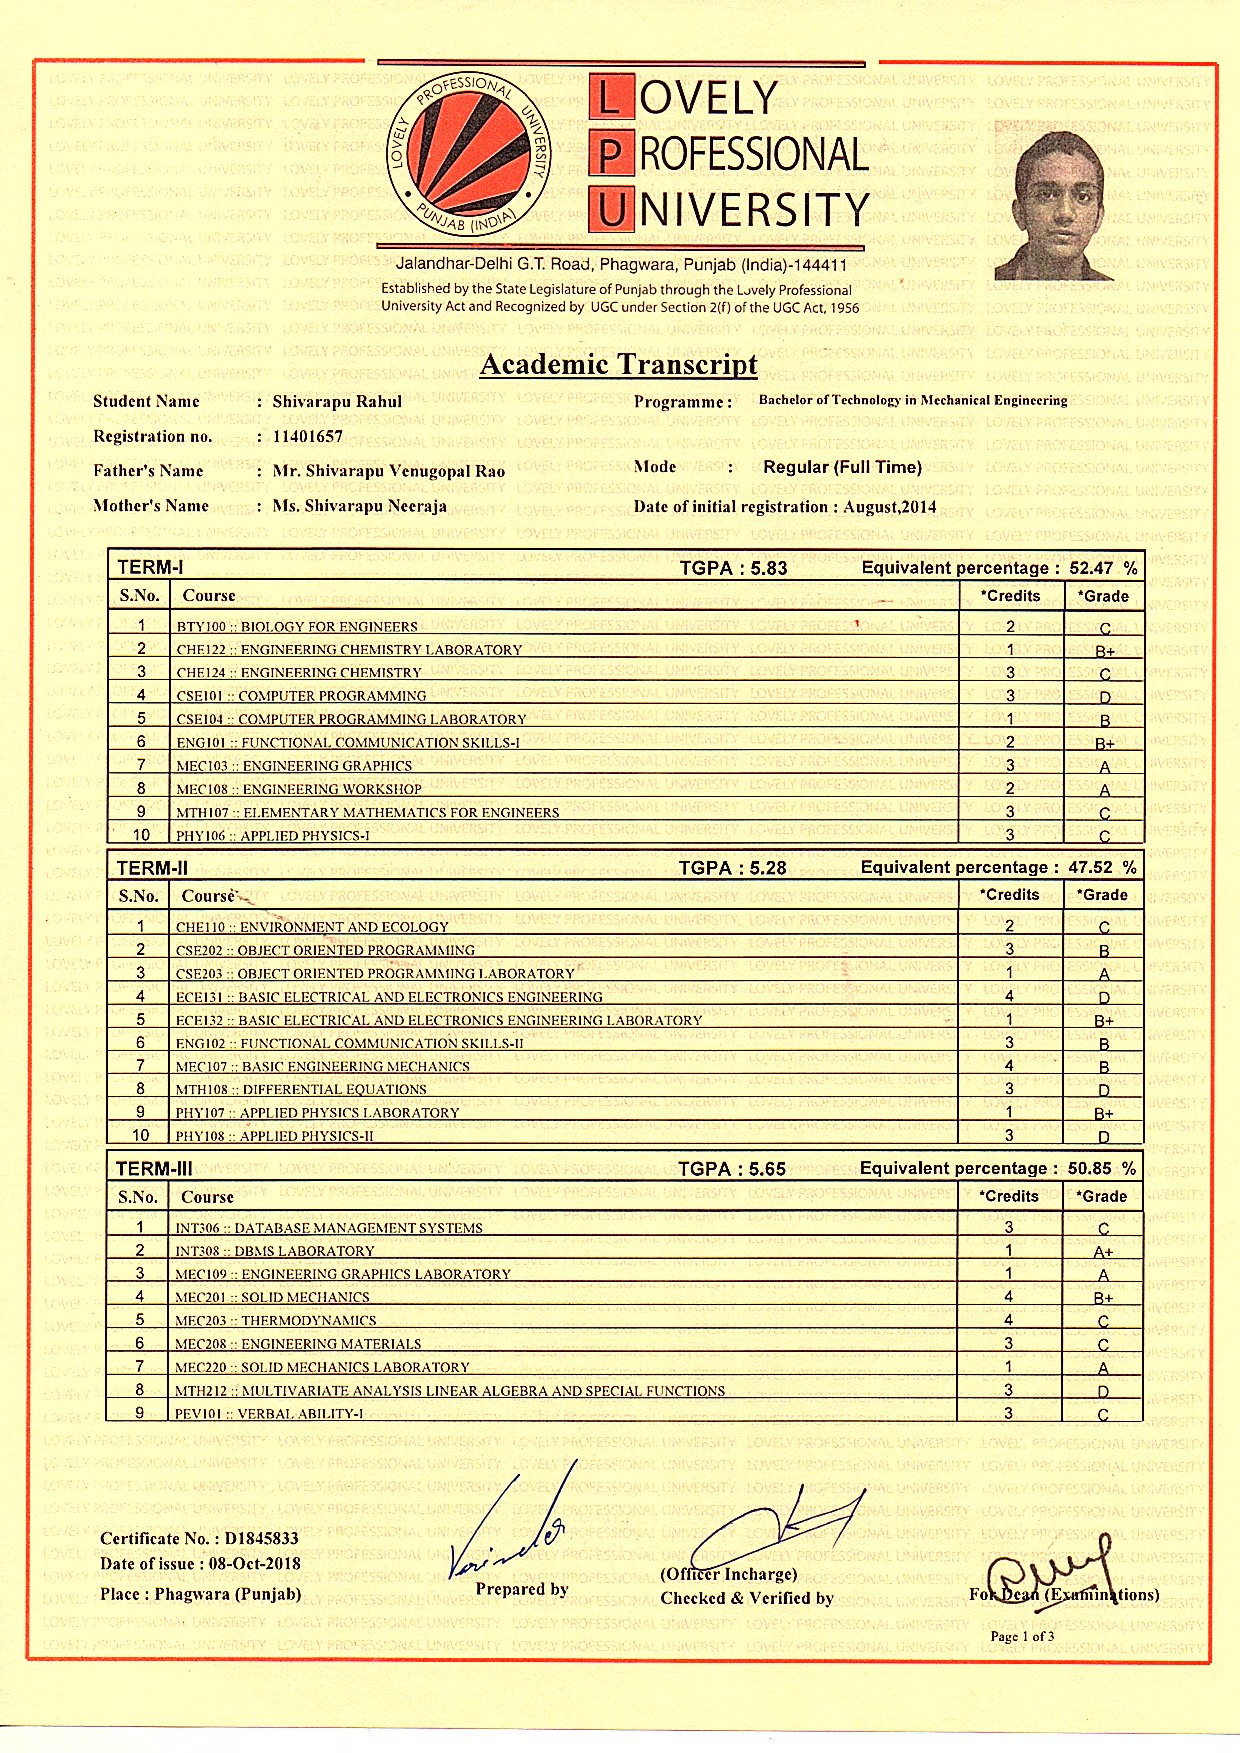 LOVELY
PROFESSIONAL
UNIVERSITY
LOVELY PROFESSIONAL UNIVERSITY
PUNJAB (INDIA)
Jalandhar-Delhi G.T. Road, Phagwara, Punjab (India)-144411
Established by the State Legislature of Punjab through the Lovely Professional
University Act and Recognized by UGC under Section 2(f) of the UGC Act, 1956
Academic Transcript
Student Name : Shivarapu Rahul Programme : Bachelor of Technology in Mechanical Engineering
Registration no. : 11401657
Father's Name : Mr. Shivarapu Venugopal Rao Mode : Regular (Full Time)
Mother's Name : Ms. Shivarapu Neeraja Date of initial registration : August,2014
TERM-I TGPA : 5.83 Equivalent percentage : 52.47 %
S.No. Course *Credits *Grade
1 BTY100 :: BIOLOGY FOR ENGINEERS 2 C
2 CHE122 :: ENGINEERING CHEMISTRY LABORATORY 1 B+
3 CHE124 :: ENGINEERING CHEMISTRY 3 C
4 CSE101 :: COMPUTER PROGRAMMING 3 D
5 CSE104 :: COMPUTER PROGRAMMING LABORATORY 1 B
6 ENG101 :: FUNCTIONAL COMMUNICATION SKILLS-I 2 B+
7 MEC103 :: ENGINEERING GRAPHICS 3 A
8 MEC108 :: ENGINEERING WORKSHOP 2 A
9 MTH107 :: ELEMENTARY MATHEMATICS FOR ENGINEERS 3 C
10 PHY106 :: APPLIED PHYSICS-I 3 C
TERM-II TGPA : 5.28 Equivalent percentage : 47.52 %
S.No. Course *Credits *Grade
1 CHE110 :: ENVIRONMENT AND ECOLOGY 2 C
2 CSE202 :: OBJECT ORIENTED PROGRAMMING 3 B
3 CSE203 :: OBJECT ORIENTED PROGRAMMING LABORATORY 1 A
4 ECE131 :: BASIC ELECTRICAL AND ELECTRONICS ENGINEERING 4 D
5 ECE132 :: BASIC ELECTRICAL AND ELECTRONICS ENGINEERING LABORATORY 1 B+
6 ENG102 :: FUNCTIONAL COMMUNICATION SKILLS-II 3 B
7 MEC107 :: BASIC ENGINEERING MECHANICS 4 B
8 MTH108 :: DIFFERENTIAL EQUATIONS 3 D
9 PHY107 :: APPLIED PHYSICS LABORATORY 1 B+
10 PHY108 :: APPLIED PHYSICS-II 3 D
TERM-III TGPA : 5.65 Equivalent percentage : 50.85 %
S.No. Course *Credits *Grade
1 INT306 :: DATABASE MANAGEMENT SYSTEMS 3 C
2 INT308 :: DBMS LABORATORY 1 A+
3 MEC109 :: ENGINEERING GRAPHICS LABORATORY 1 A
4 MEC201 :: SOLID MECHANICS 4 B+
5 MEC203 :: THERMODYNAMICS 4 C
6 MEC208 :: ENGINEERING MATERIALS 3 C
7 MEC220 :: SOLID MECHANICS LABORATORY 1 A
8 MTH212 :: MULTIVARIATE ANALYSIS LINEAR ALGEBRA AND SPECIAL FUNCTIONS 3 D
9 PEV101 :: VERBAL ABILITY-I 3 C
Certificate No. : D1845833
Date of issue : 08-Oct-2018
Place : Phagwara (Punjab)
Prepared by
(Officer Incharge)
Checked & Verified by
For Dean (Examinations)
Page 1 of 3